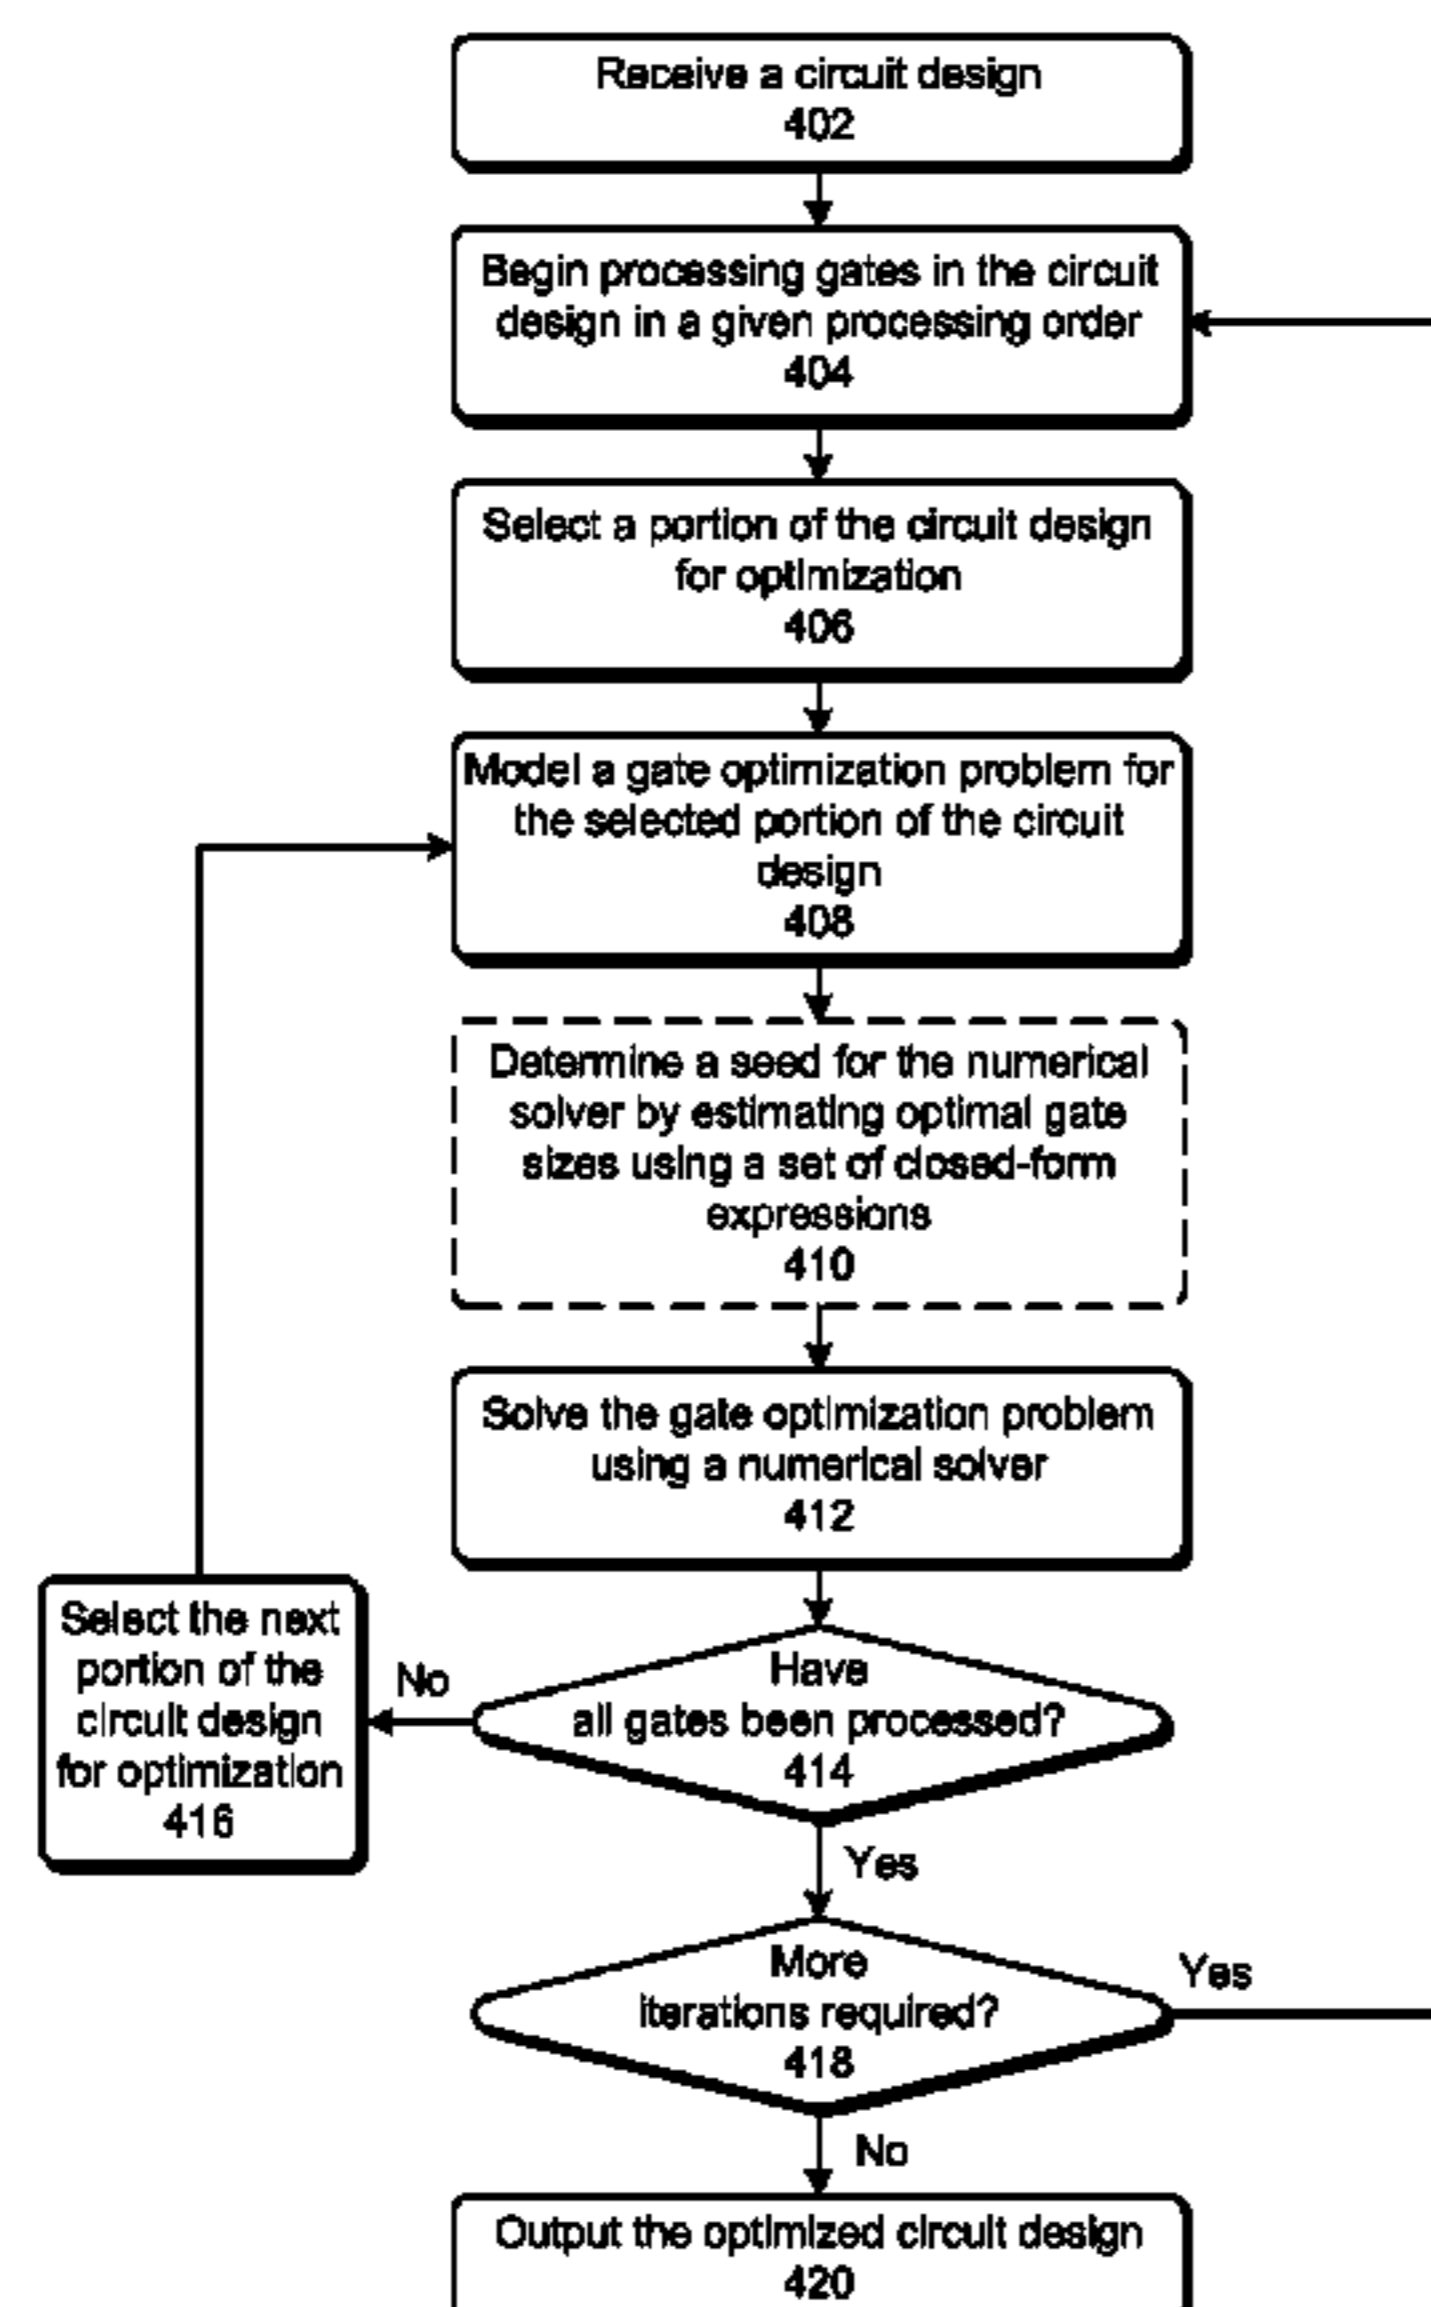 Receive a circuit design
402
Begin processing gates in the circuit
design in a given processing order
404
Select a portion of the circuit design
for optimization
406
Model a gate optimization problem for
the selected portion of the circuit
design
408
Determine a seed for the numerical
solver by estimating optimal gate
sizes using a set of closed-form
expressions
410
Solve the gate optimization problem
using a numerical solver
412
Have
all gates been processed?
414
No
Select the next
portion of the
circuit design
for optimization
416
Yes
More
iterations required?
418
Yes
No
Output the optimized circuit design
420